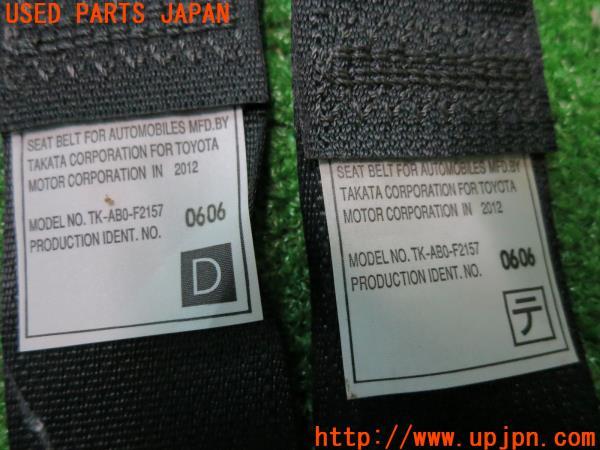 USED PARTS JAPAN
SEAT BELT FOR AUTOMOBILES MFD.BY
TAKATA CORPORATION FOR TOYOTA
MOTOR CORPORATION IN 2012
MODEL NO. TK-AB0-F2157
PRODUCTION IDENT. NO. 0606
D
SEAT BELT FOR AUTOMOBILES MFD.BY
TAKATA CORPORATION FOR TOYOTA
MOTOR CORPORATION IN 2012
MODEL NO. TK-AB0-F2157
PRODUCTION IDENT. NO. 0606
テ
http://www.upjpn.com/